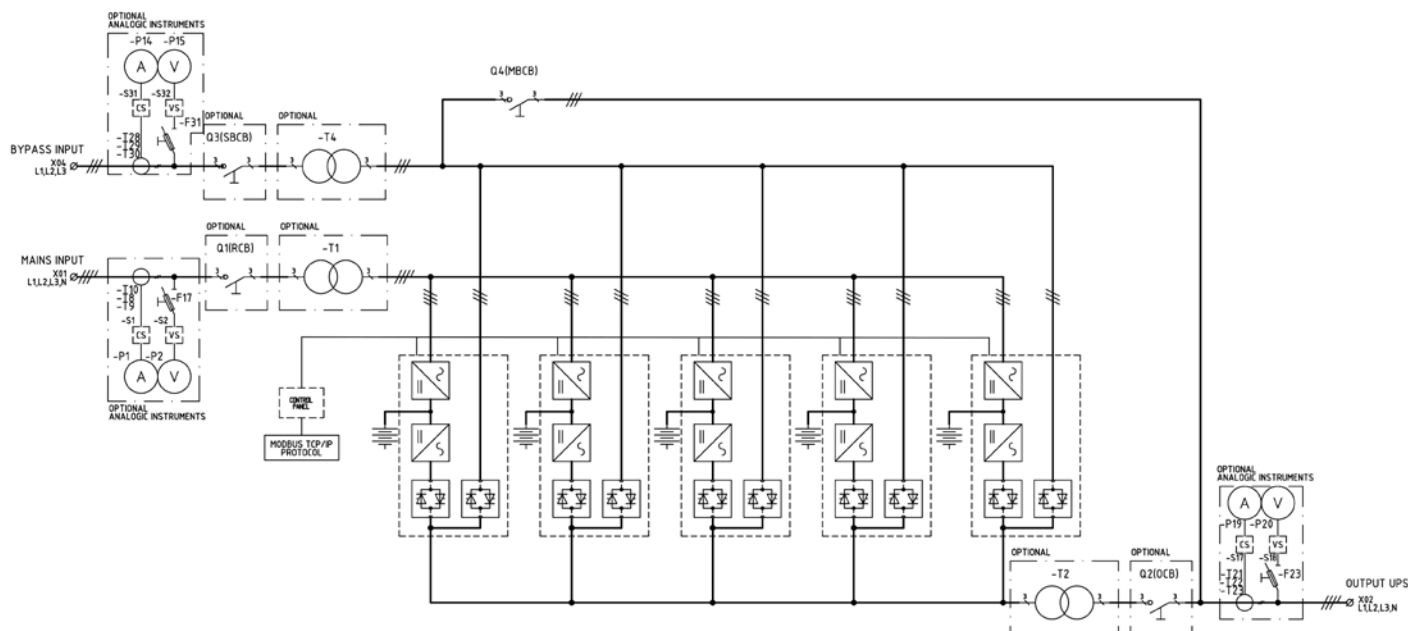 OPTIONAL
ANALOGIC INSTRUMENTS
-P14
-P15
A
V
-S31
-S32
CS
VS
-F31
-T28
-T29
-T30
BYPASS INPUT
X04
L1,L2,L3
OPTIONAL
Q3(SBCB)
OPTIONAL
-T4
Q4(MBCB)
MAINS INPUT
X01
L1,L2,L3,N
OPTIONAL
Q1(RCB)
OPTIONAL
-T1
-T10
-T8
-T9
-F17
-S1
-S2
CS
VS
-P1
-P2
A
V
OPTIONAL
ANALOGIC INSTRUMENTS
CONTROL
PANEL
MODBUS TCP/IP
PROTOCOL
OPTIONAL
-T2
OPTIONAL
Q2(OCB)
OPTIONAL
ANALOGIC INSTRUMENTS
A
V
-P19
-P20
CS
VS
-S17
-S18
-T21
-T22
-T23
-F23
OUTPUT UPS
X02
L1,L2,L3,N